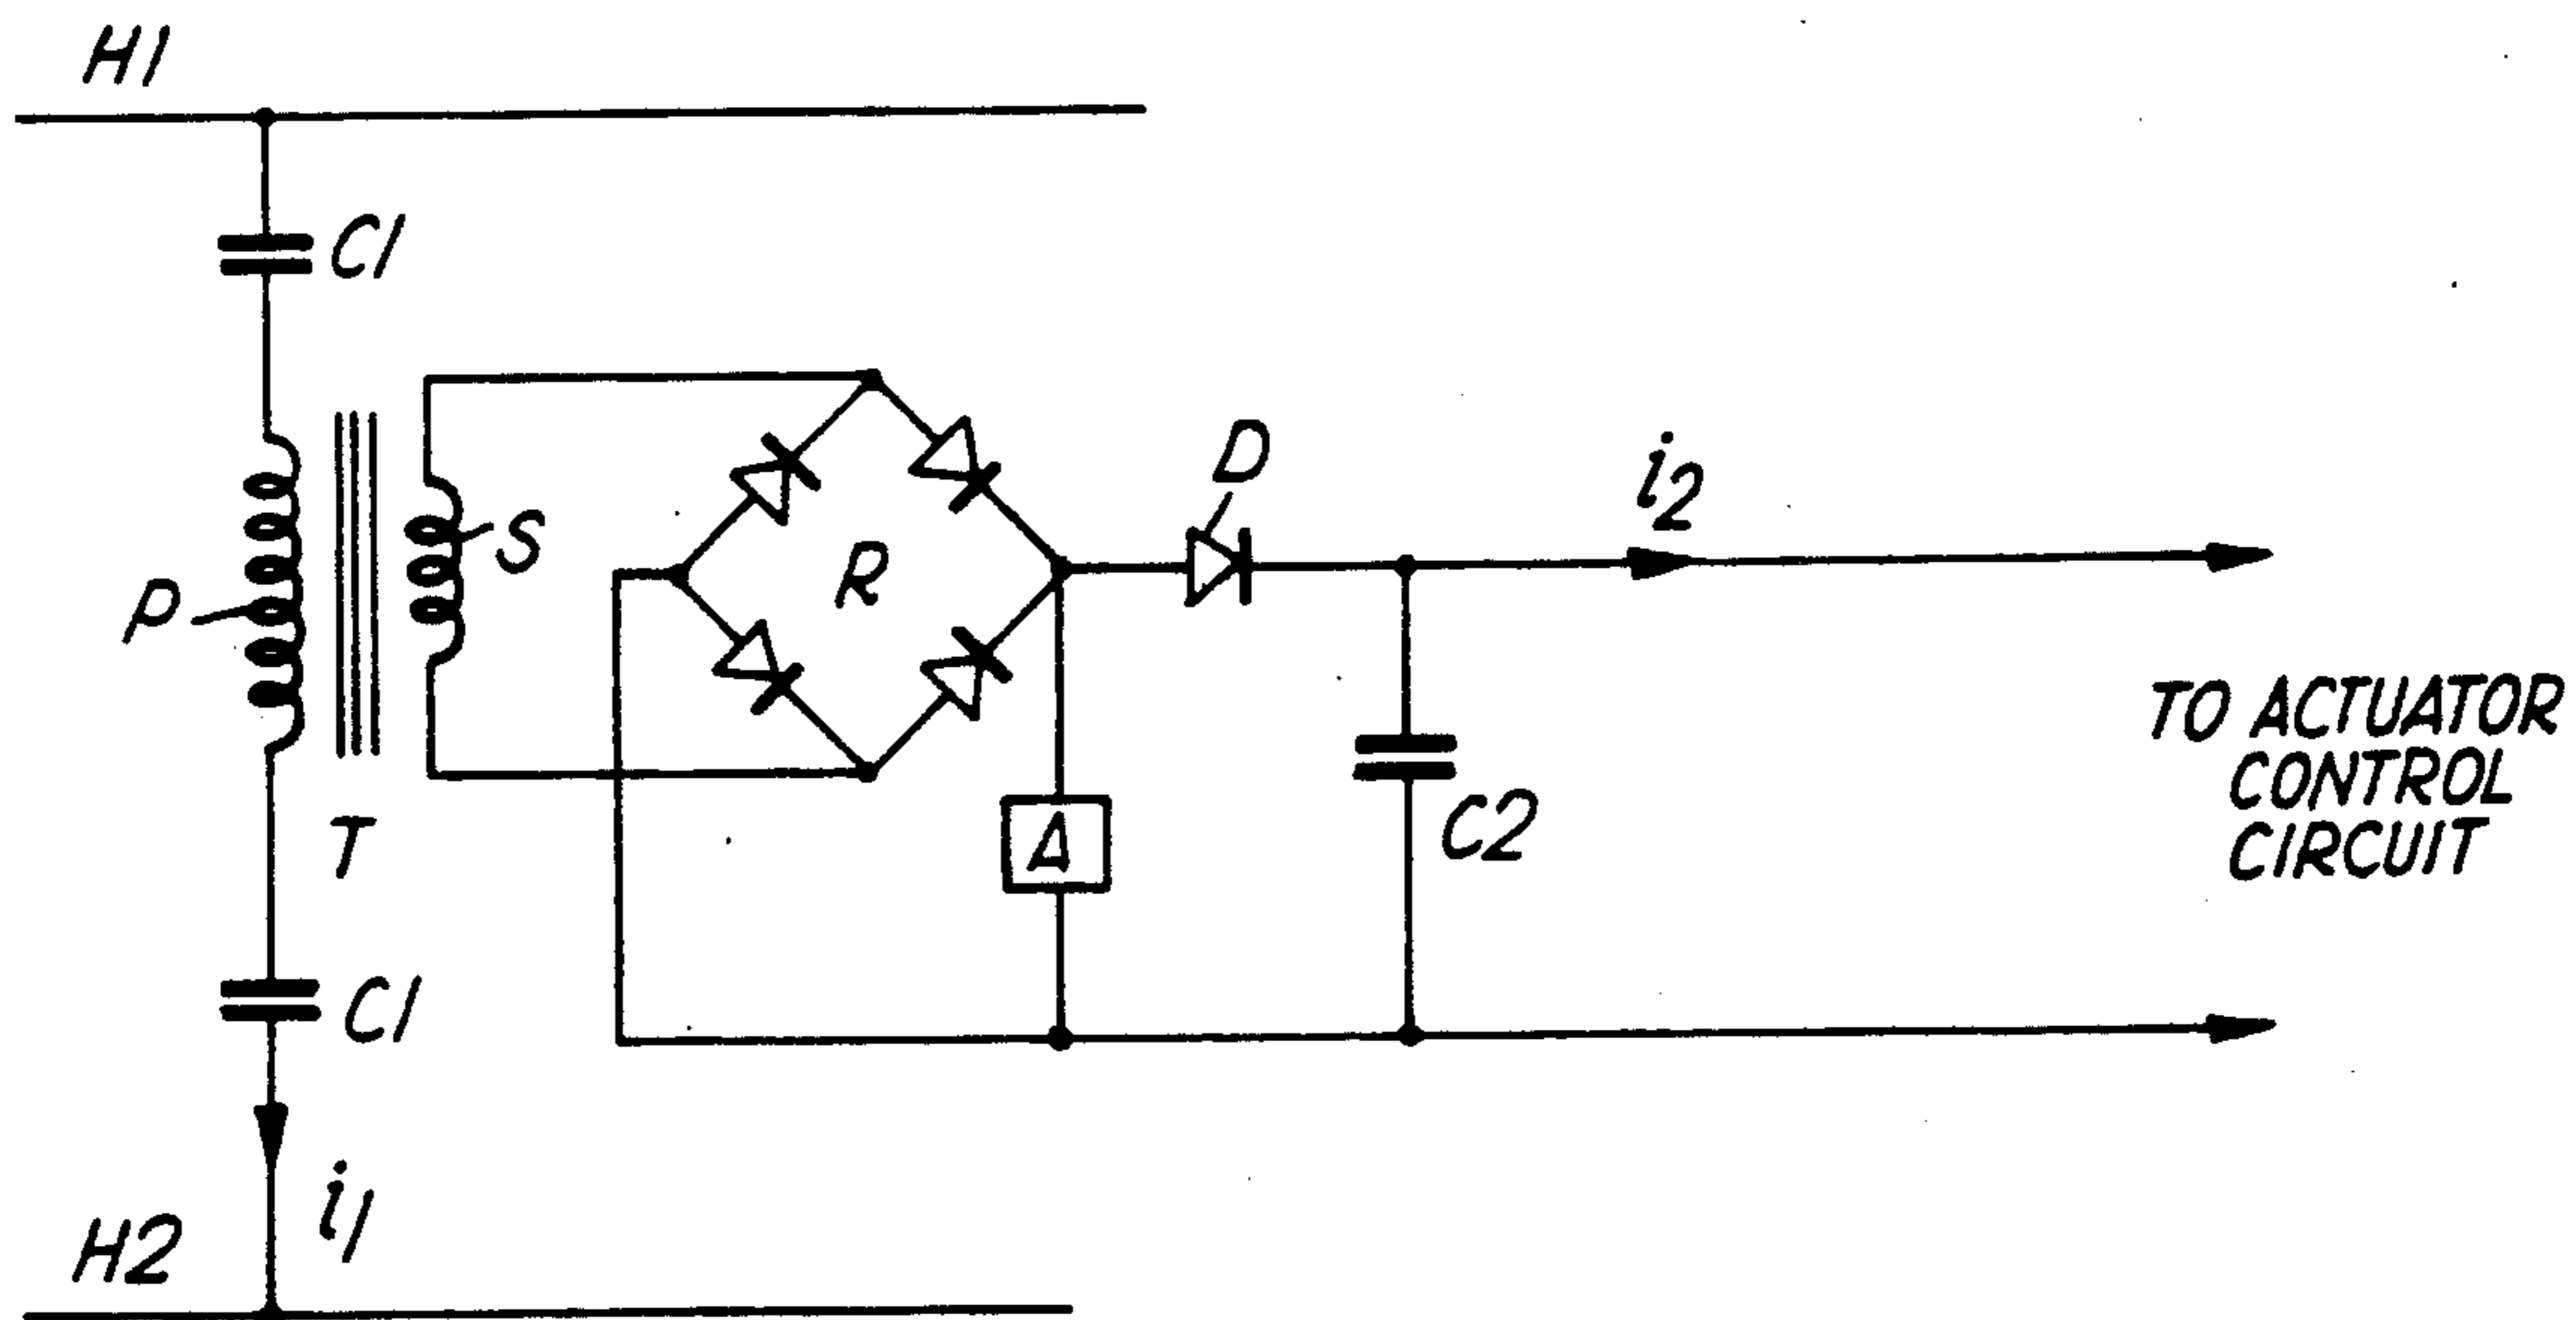 H1
C1
P
T
S
R
D
i2
A
C2
TO ACTUATOR
CONTROL
CIRCUIT
C1
i1
H2